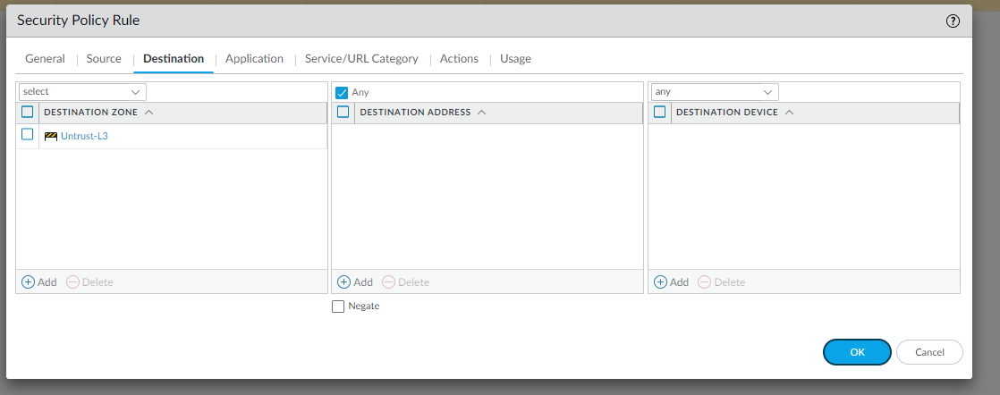 Security Policy Rule
General Source Destination Application Service/URL Category Actions Usage
select Any any
DESTINATION ZONE DESTINATION ADDRESS DESTINATION DEVICE
Untrust-L3
Add Delete Add Delete Add Delete
Negate
OK Cancel